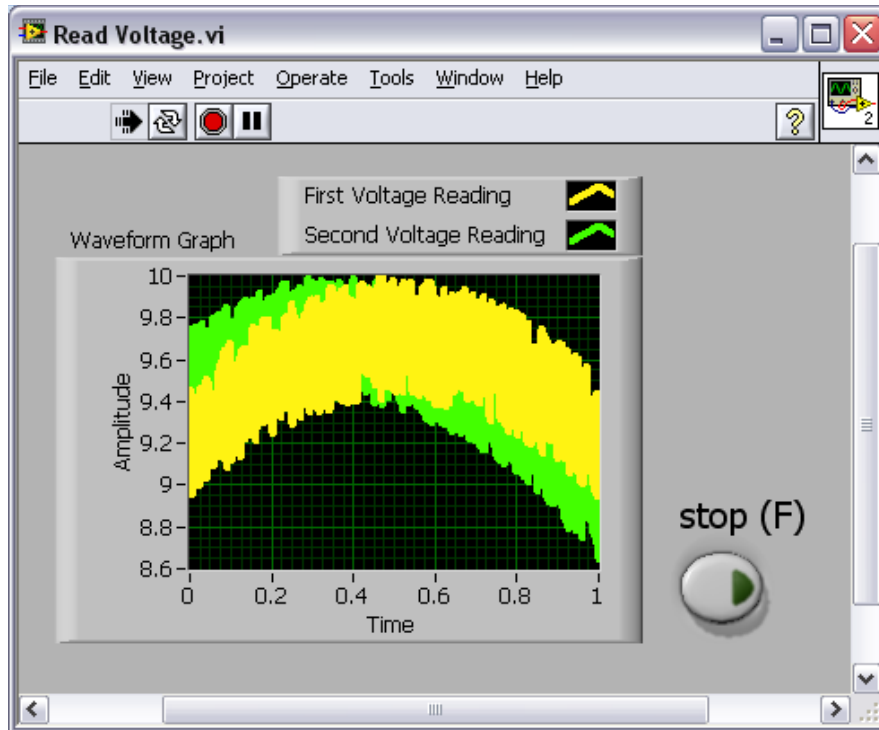 Read Voltage.vi
File Edit View Project Operate Tools Window Help
2
First Voltage Reading
Second Voltage Reading
Waveform Graph
10
9.8
9.6
9.4
9.2
9
8.8
8.6
Amplitude
0 0.2 0.4 0.6 0.8 1
Time
stop (F)